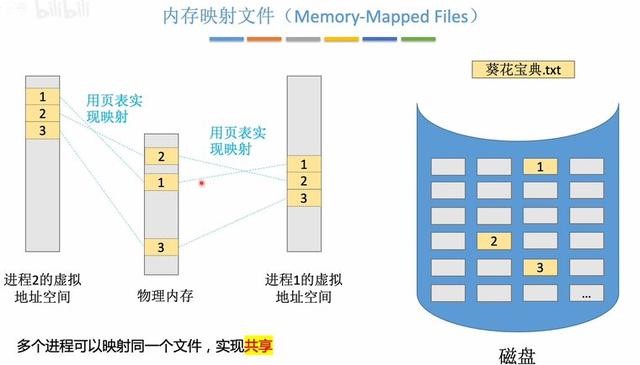 bilibili
内存映射文件（Memory-Mapped Files）
葵花宝典.txt
1
2
3
用页表实
现映射
2
1
3
用页表实
现映射
1
2
3
1
2
3
...
进程2的虚拟
地址空间
物理内存
进程1的虚拟
地址空间
多个进程可以映射同一个文件，实现共享
磁盘